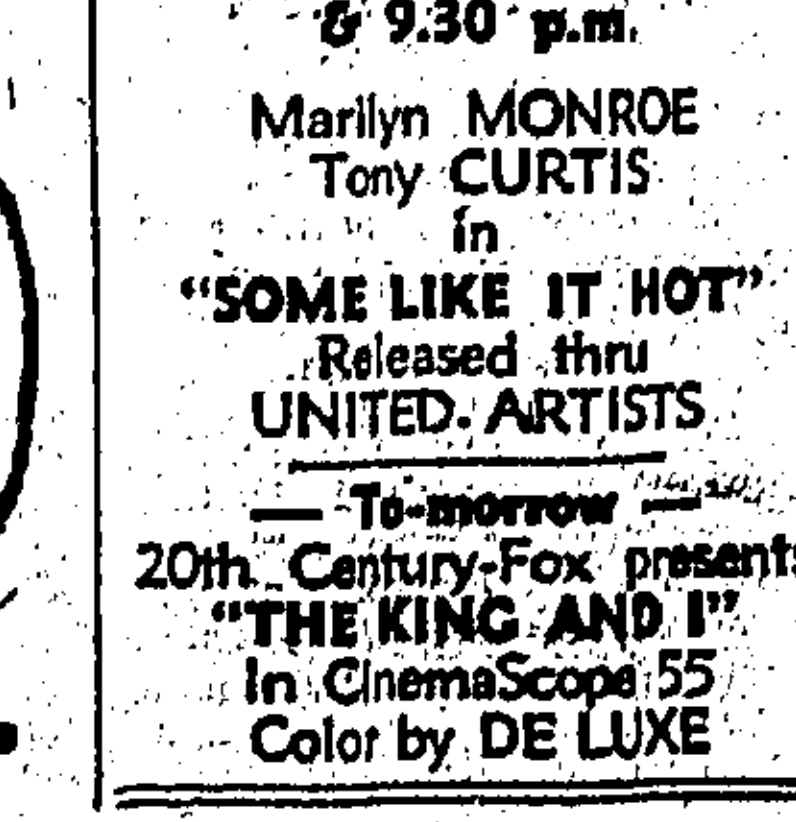 & 9.30 p.m.
Marilyn MONROE
Tony CURTIS
in
"SOME LIKE IT HOT"
Released thru
UNITED ARTISTS
— To-morrow —
20th Century-Fox presents
"THE KING AND I"
In CinemaScope 55
Color by DE LUXE